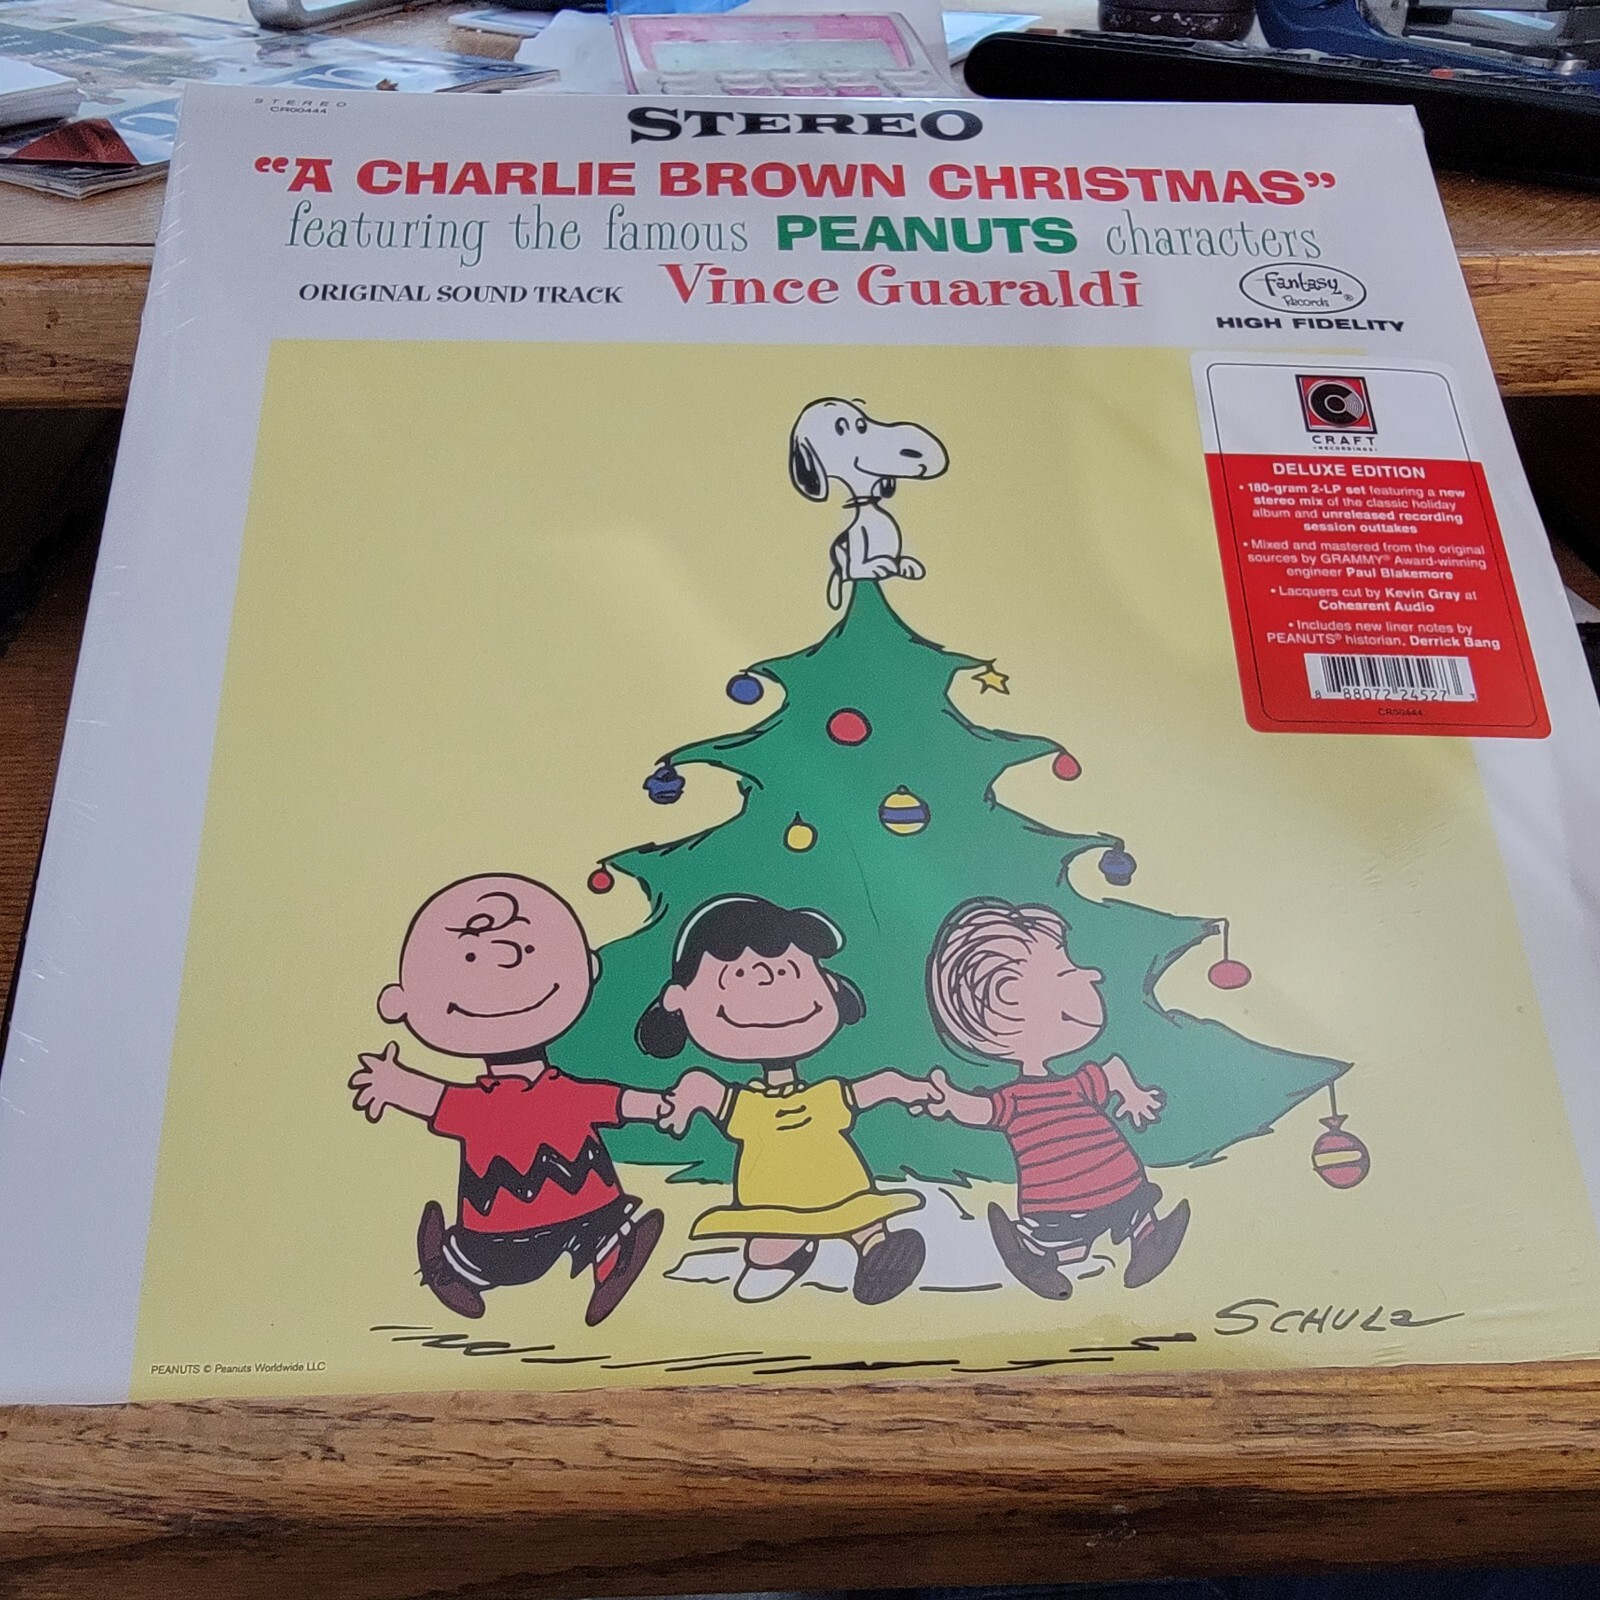 STEREO
CR00444
STEREO
“A CHARLIE BROWN CHRISTMAS”
featuring the famous PEANUTS characters
ORIGINAL SOUND TRACK Vince Guaraldi
fantasy
Records ®
HIGH FIDELITY
CRAFT
RECORDINGS
DELUXE EDITION
• 180-gram 2-LP set featuring a new
stereo mix of the classic holiday
album and unreleased recording
session outtakes
• Mixed and mastered from the original
sources by GRAMMY® Award-winning
engineer Paul Blakemore
• Lacquers cut by Kevin Gray at
Cohearent Audio
• Includes new liner notes by
PEANUTS® historian, Derrick Bang
8 88072 24527
CR00444
SCHULZ
PEANUTS © Peanuts Worldwide LLC